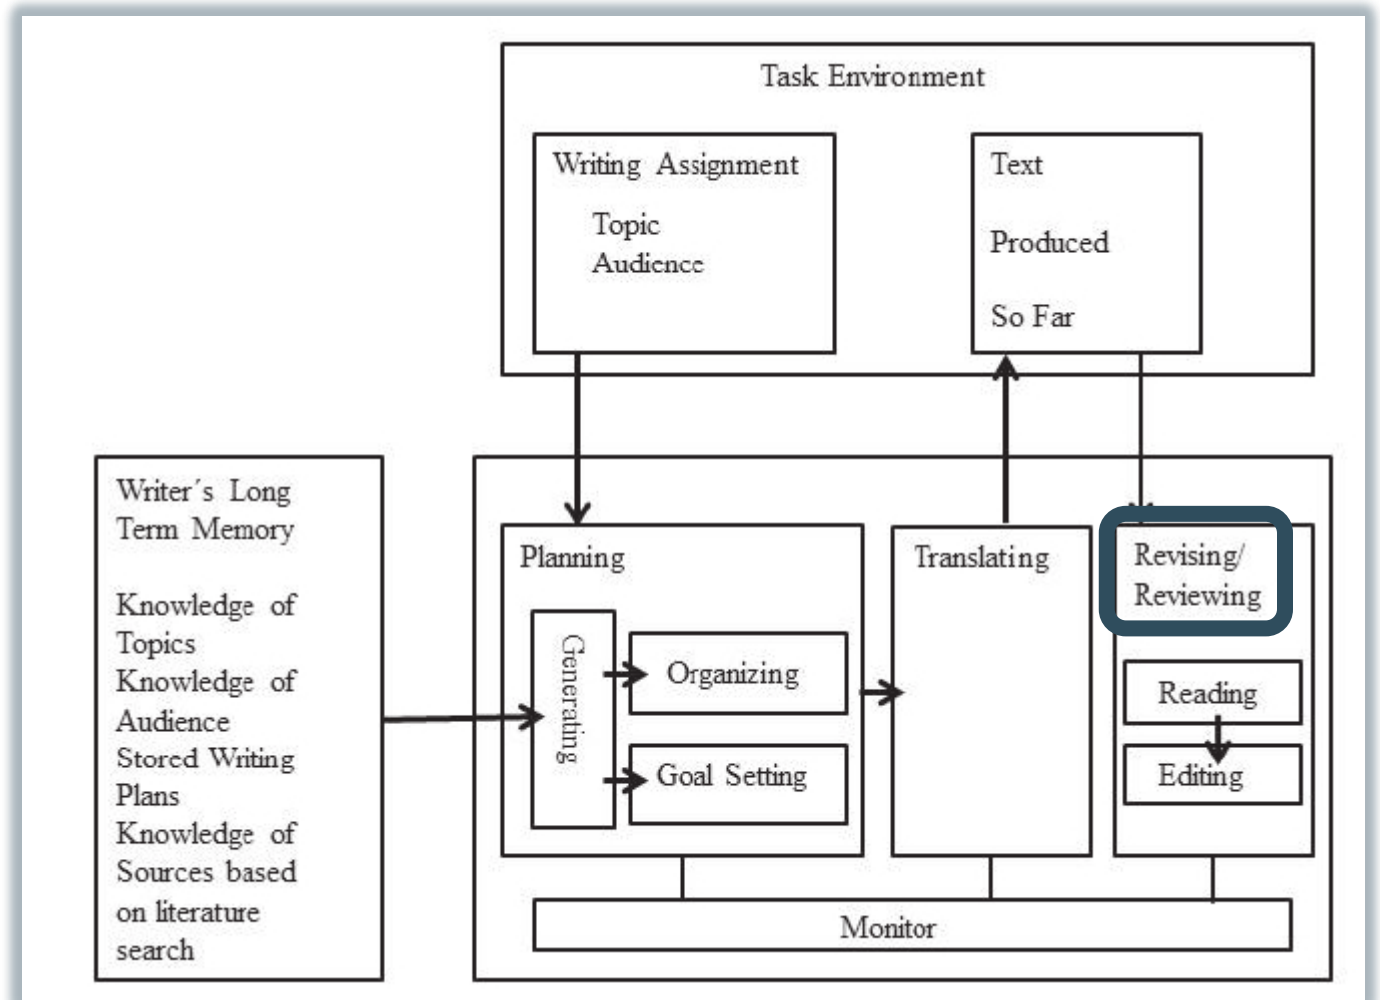 Task Environment
Writing Assignment
Topic
Audience
Text
Produced
So Far
Writer´s Long
Term Memory
Knowledge of
Topics
Knowledge of
Audience
Stored Writing
Plans
Knowledge of
Sources based
on literature
search
Planning
Generating
Organizing
Goal Setting
Translating
Revising/
Reviewing
Reading
Editing
Monitor